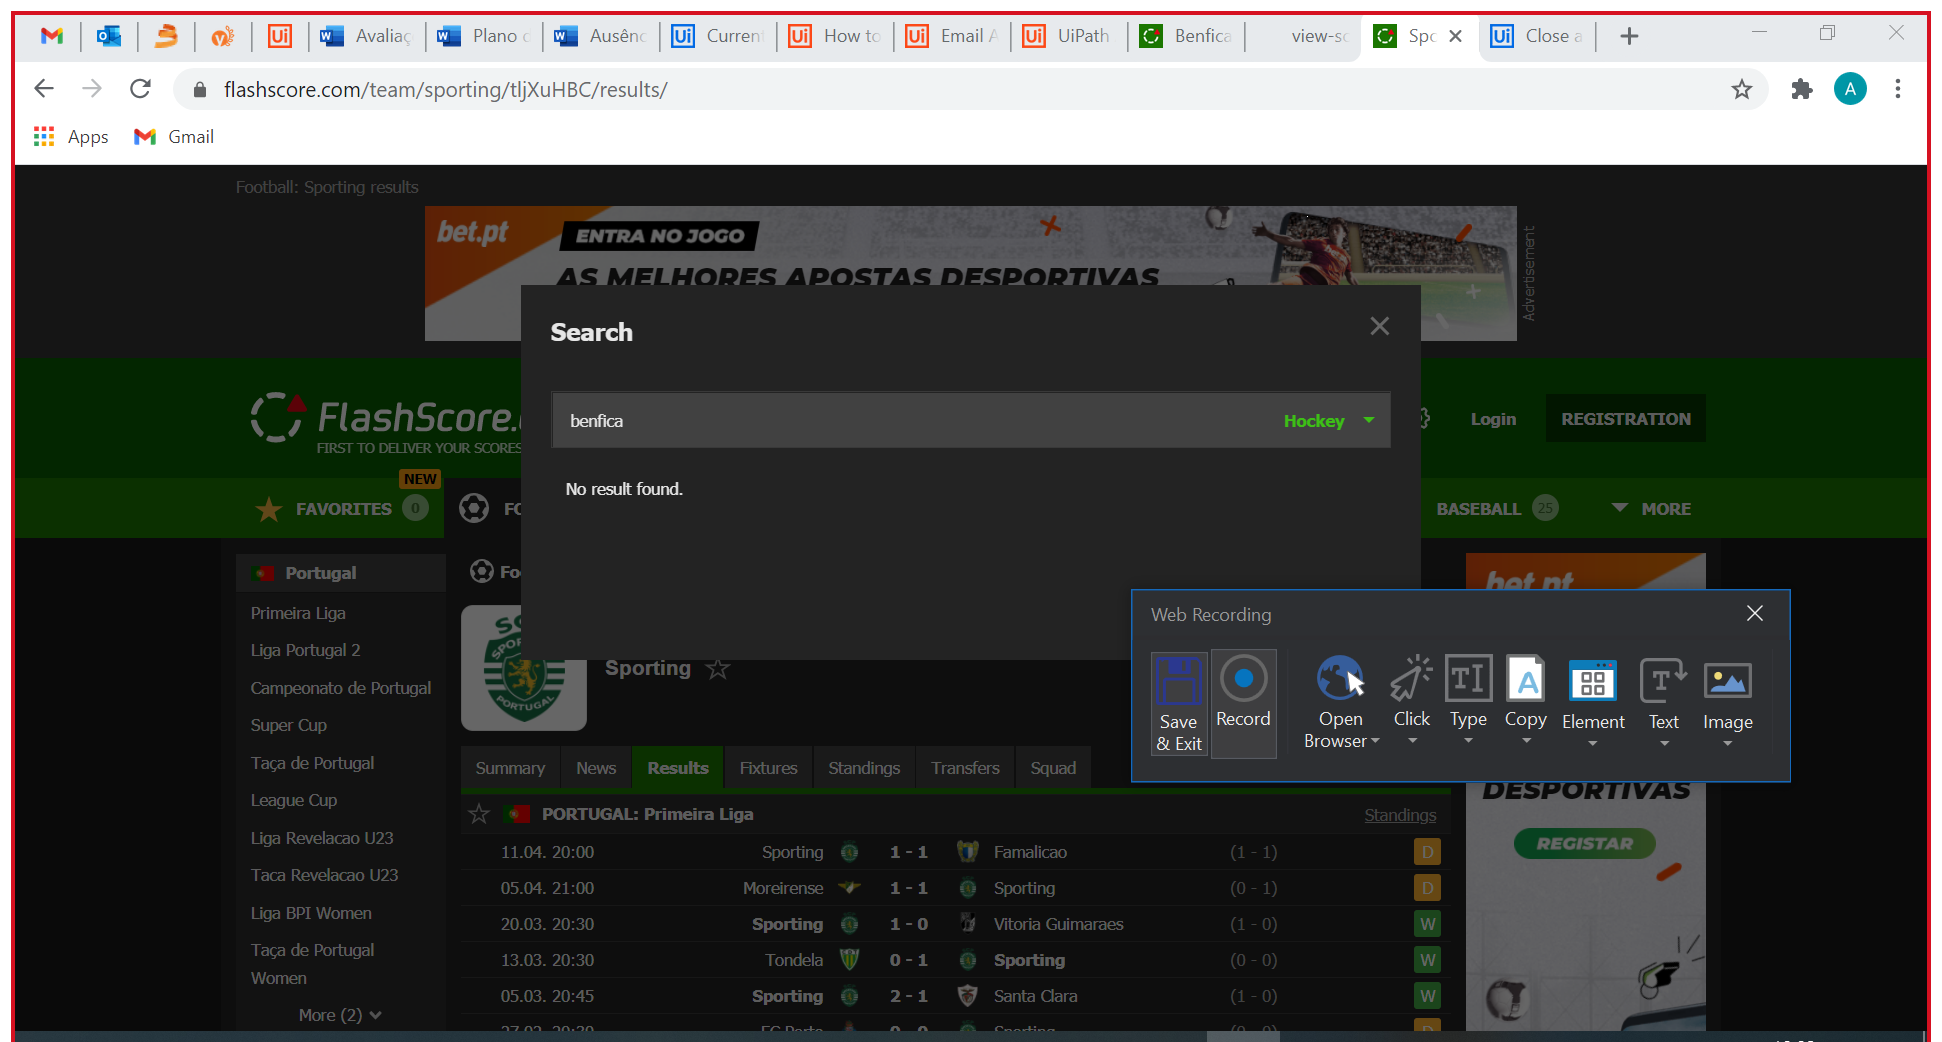 Avaliaç
Plano d
Ausênc
Current
How to
Email A
UiPath
Benfica
view-so
Spo
Close a
flashscore.com/team/sporting/tljXuHBC/results/
A
Apps
Gmail
Football: Sporting results
bet.pt
ENTRA NO JOGO
AS MELHORES APOSTAS DESPORTIVAS
Advertisement
Search
benfica
Hockey
No result found.
FlashScore.
FIRST TO DELIVER YOUR SCORES
Login
REGISTRATION
NEW
FAVORITES 0
FO
BASEBALL 25
MORE
Portugal
Primeira Liga
Liga Portugal 2
Campeonato de Portugal
Super Cup
Taça de Portugal
League Cup
Liga Revelacao U23
Taca Revelacao U23
Liga BPI Women
Taça de Portugal
Women
More (2)
Foo
Sporting
bet.pt
Web Recording
Save
& Exit
Record
Open
Browser
Click
Type
Copy
Element
Text
Image
Summary
News
Results
Fixtures
Standings
Transfers
Squad
PORTUGAL: Primeira Liga
Standings
11.04. 20:00 Sporting 1 - 1 Famalicao (1 - 1) D
05.04. 21:00 Moreirense 1 - 1 Sporting (0 - 1) D
20.03. 20:30 Sporting 1 - 0 Vitoria Guimaraes (1 - 0) W
13.03. 20:30 Tondela 0 - 1 Sporting (0 - 0) W
05.03. 20:45 Sporting 2 - 1 Santa Clara (1 - 0) W
DESPORTIVAS
REGISTAR